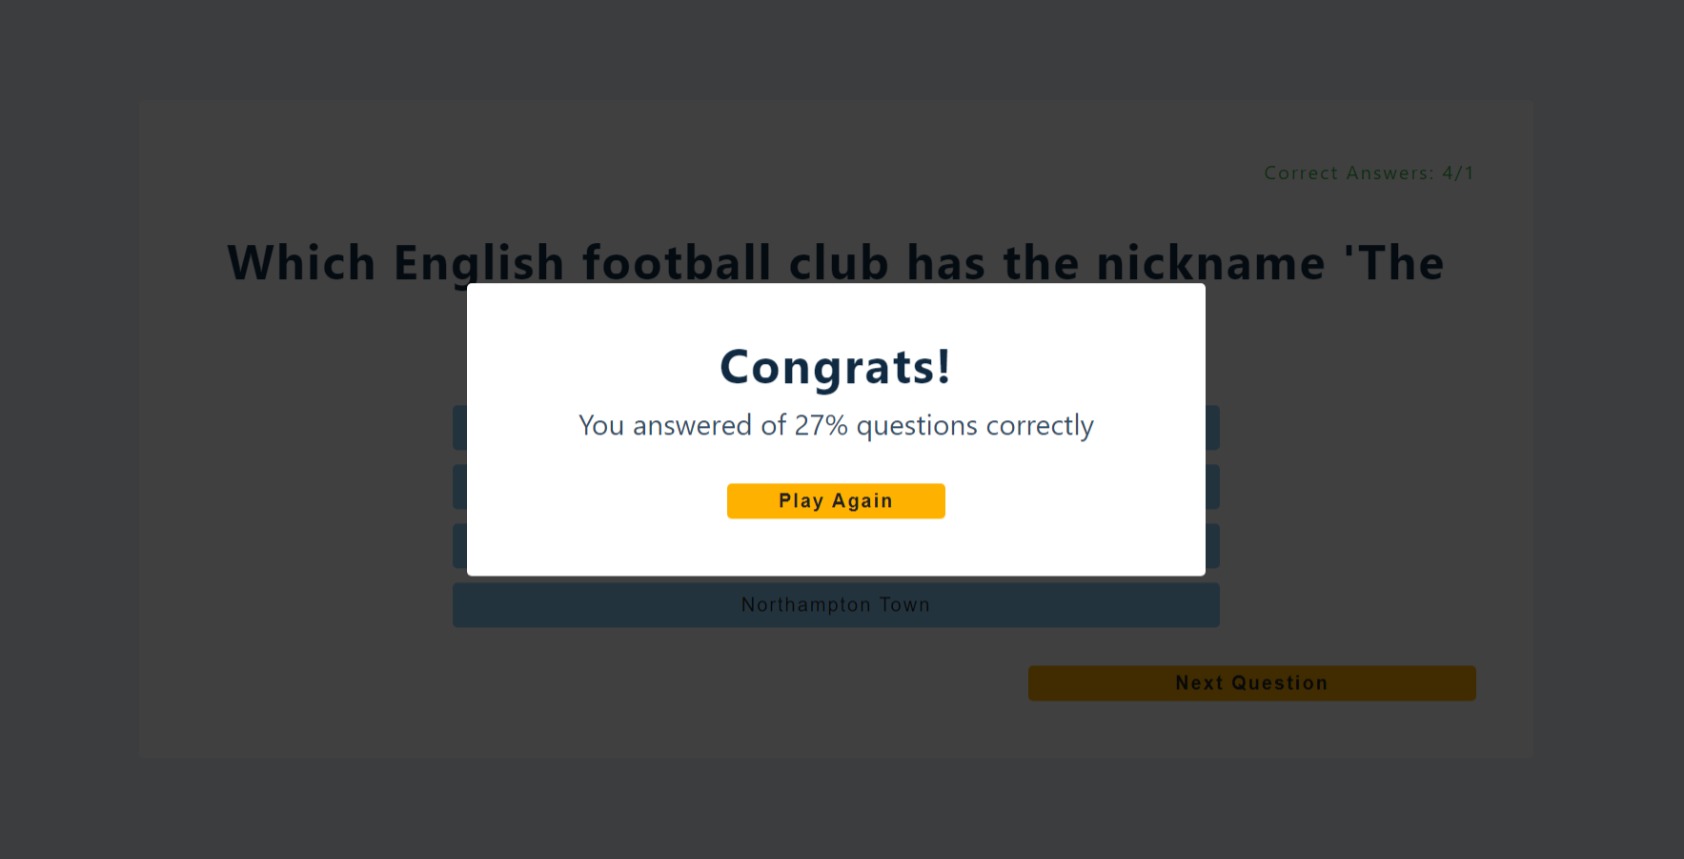 Correct Answers: 4/1
Which English football club has the nickname 'The
Congrats!
You answered of 27% questions correctly
Play Again
Northampton Town
Next Question